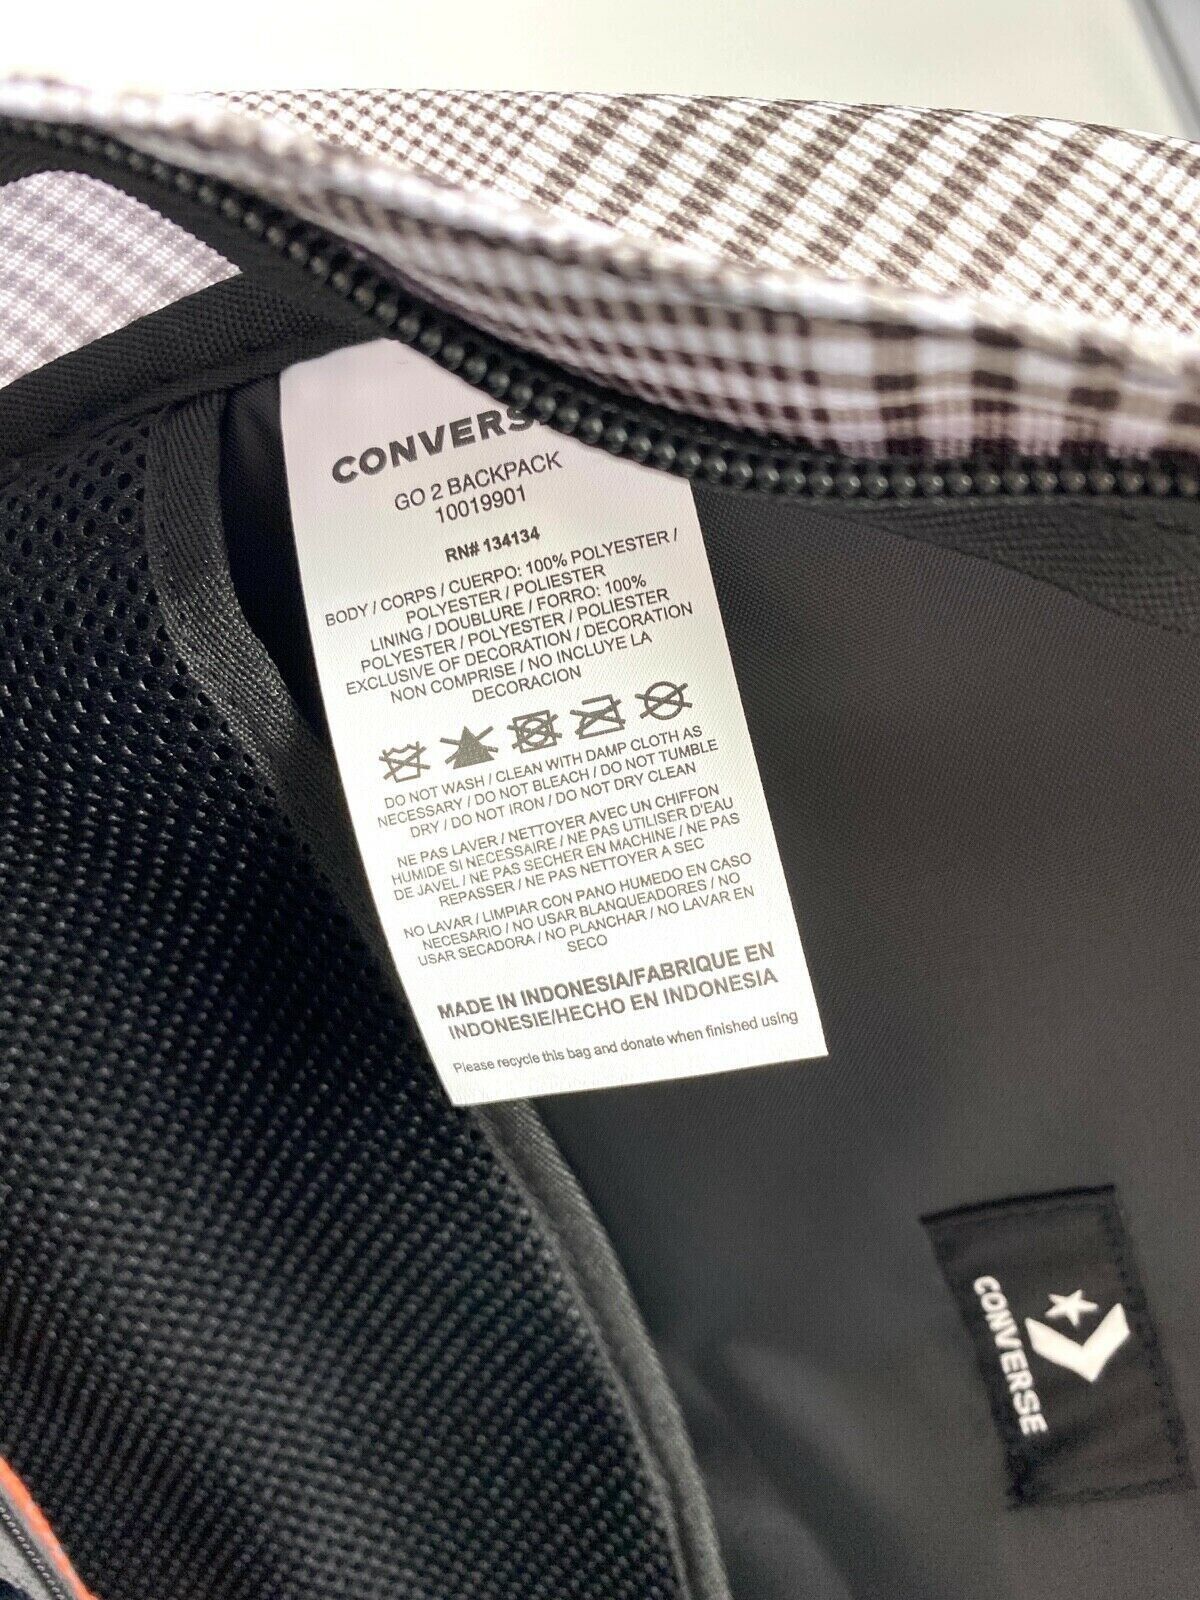 CONVERS
GO 2 BACKPACK
10019901
RN# 134134
BODY / CORPS / CUERPO: 100% POLYESTER /
POLYESTER / POLIESTER
LINING / DOUBLURE / FORRO: 100%
POLYESTER / POLYESTER / POLIESTER
EXCLUSIVE OF DECORATION / DECORATION
NON COMPRISE / NO INCLUYE LA
DECORACION
DO NOT WASH / CLEAN WITH DAMP CLOTH AS
NECESSARY / DO NOT BLEACH / DO NOT TUMBLE
DRY / DO NOT IRON / DO NOT DRY CLEAN
NE PAS LAVER / NETTOYER AVEC UN CHIFFON
HUMIDE SI NECESSAIRE / NE PAS UTILISER D'EAU
DE JAVEL / NE PAS SECHER EN MACHINE / NE PAS
REPASSER / NE PAS NETTOYER A SEC
NO LAVAR / LIMPIAR CON PANO HUMEDO EN CASO
NECESARIO / NO USAR BLANQUEADORES / NO
USAR SECADORA / NO PLANCHAR / NO LAVAR EN
SECO
MADE IN INDONESIA/FABRIQUE EN
INDONESIE/HECHO EN INDONESIA
Please recycle this bag and donate when finished using
CONVERSE